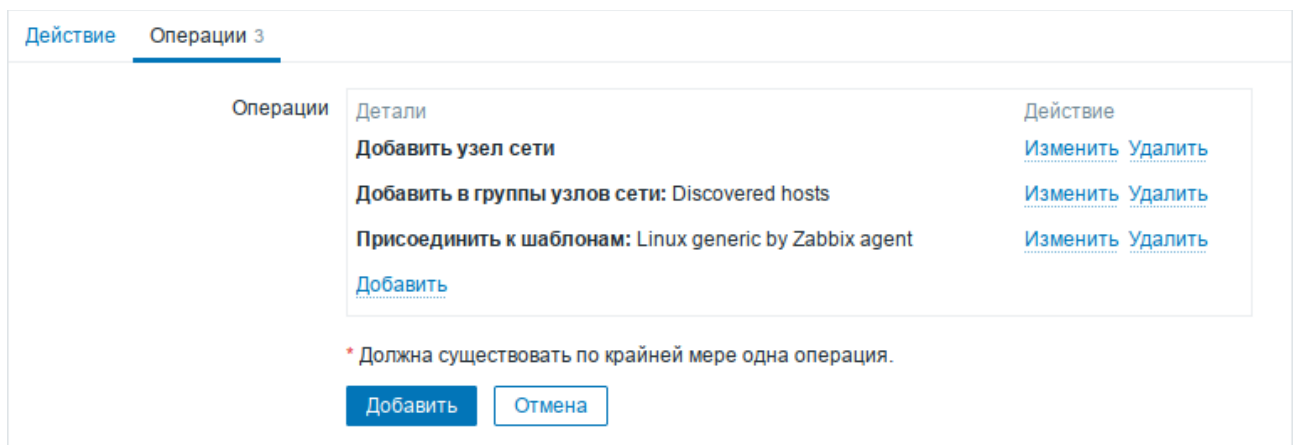 Действие Операции 3
Операции Детали Действие
Добавить узел сети Изменить Удалить
Добавить в группы узлов сети: Discovered hosts Изменить Удалить
Присоединить к шаблонам: Linux generic by Zabbix agent Изменить Удалить
Добавить
* Должна существовать по крайней мере одна операция.
Добавить Отмена